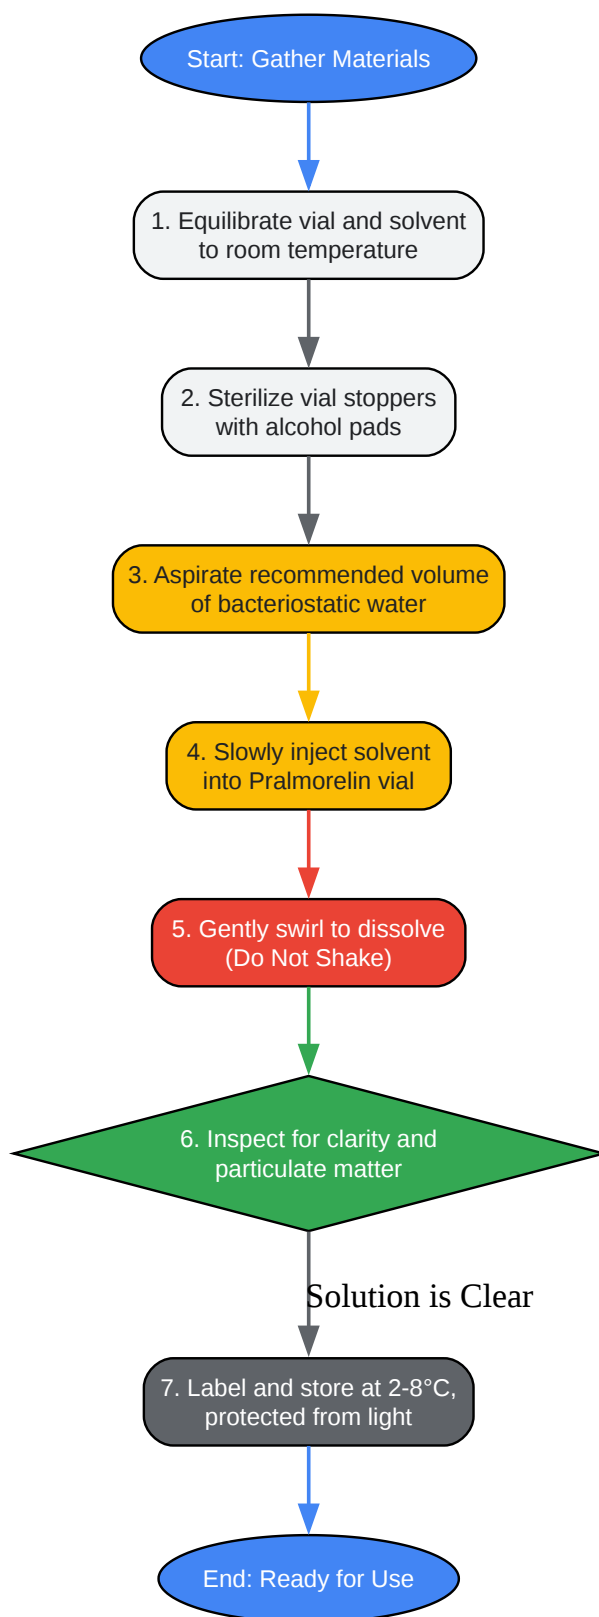 Start: Gather Materials
1. Equilibrate vial and solvent
to room temperature
2. Sterilize vial stoppers
with alcohol pads
3. Aspirate recommended volume
of bacteriostatic water
4. Slowly inject solvent
into Pralmorelin vial
5. Gently swirl to dissolve
(Do Not Shake)
6. Inspect for clarity and
particulate matter
Solution is Clear
7. Label and store at 2-8°C,
protected from light
End: Ready for Use